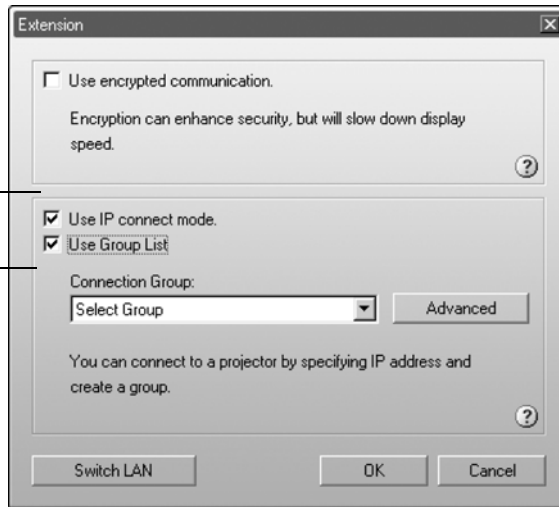 Extension
Use encrypted communication.
Encryption can enhance security, but will slow down display
speed.
?
Use IP connect mode.
Use Group List
Connection Group:
Select Group
Advanced
You can connect to a projector by specifying IP address and
create a group.
?
Switch LAN
OK
Cancel